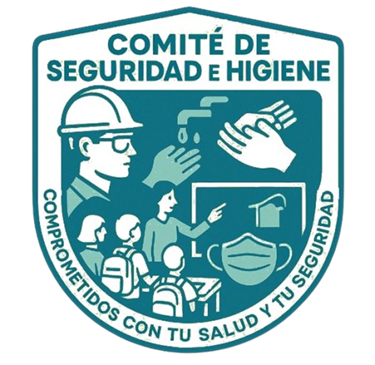 COMITÉ DE
SEGURIDAD E HIGIENE
COMPROMETIDOS CON TU SALUD Y TU SEGURIDAD